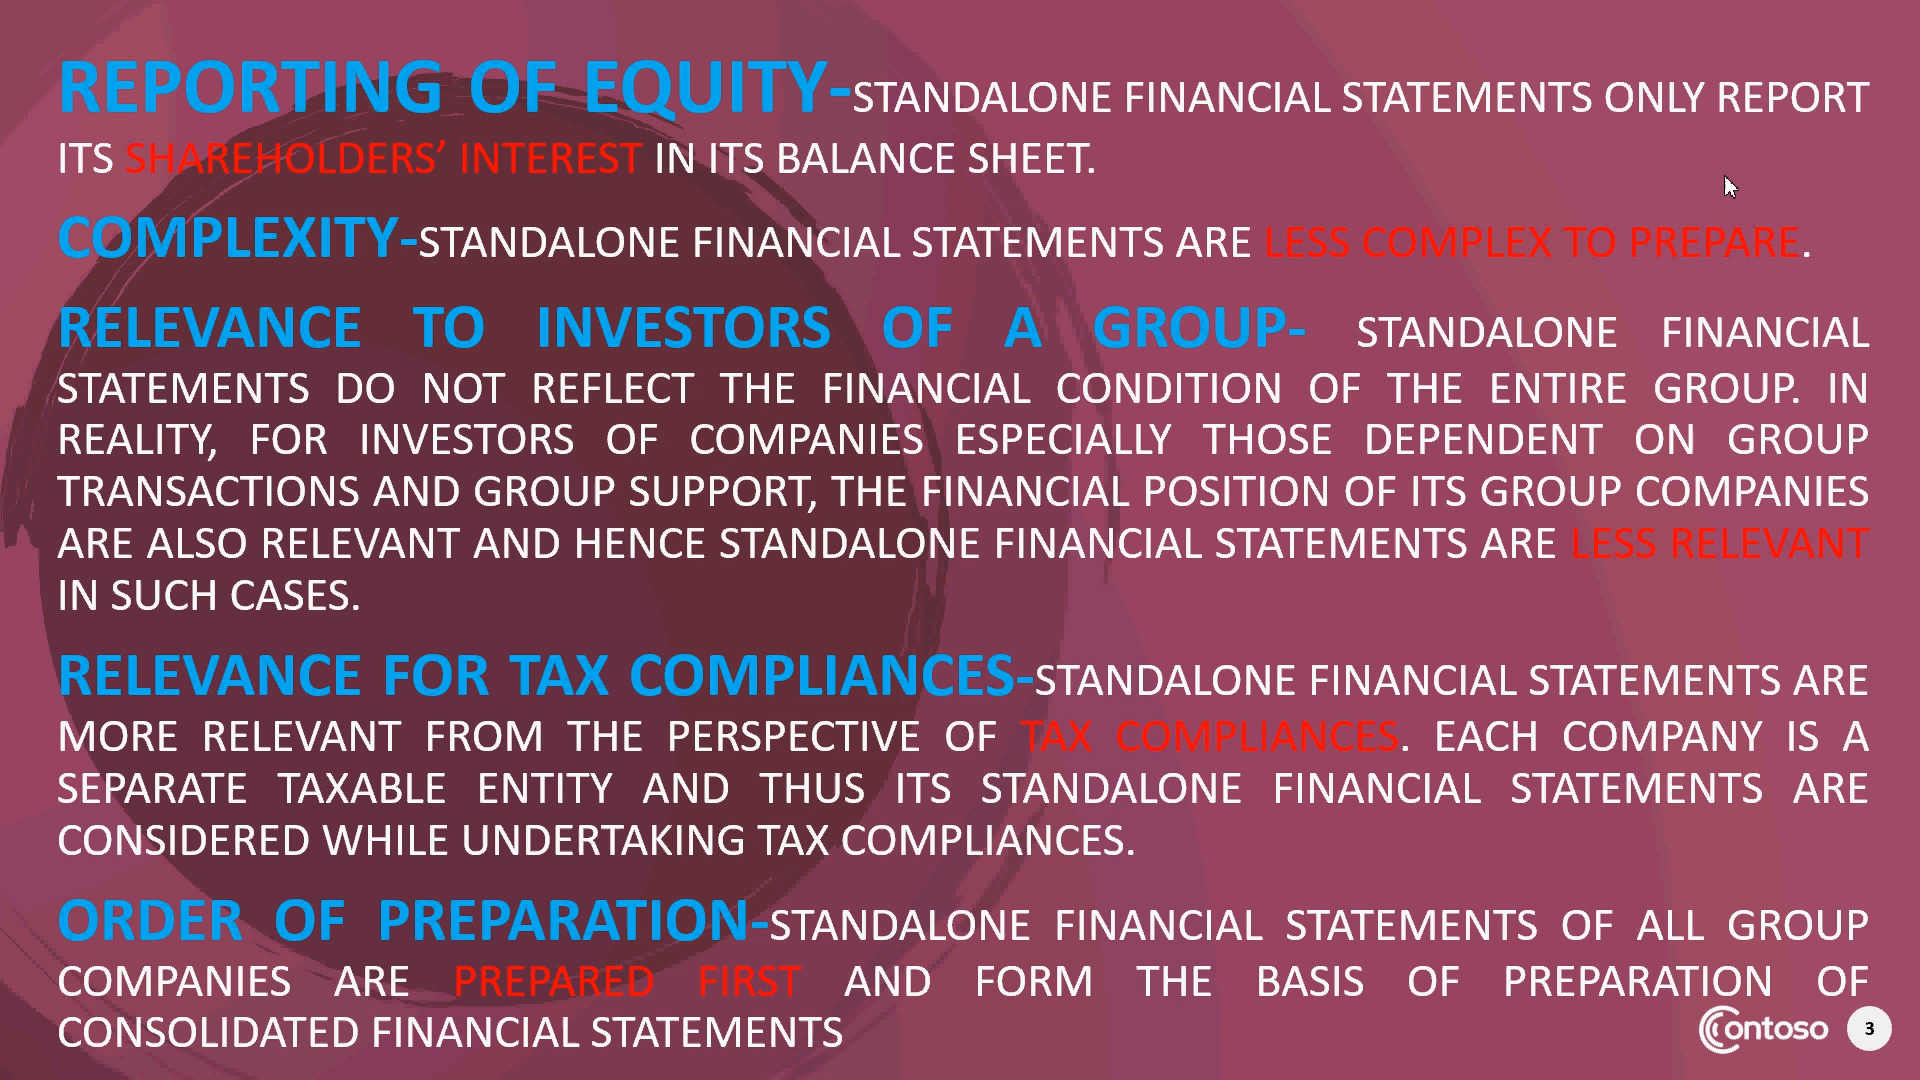 REPORTING OF EQUITY-STANDALONE FINANCIAL STATEMENTS ONLY REPORT
ITS SHAREHOLDERS’ INTEREST IN ITS BALANCE SHEET.
COMPLEXITY-STANDALONE FINANCIAL STATEMENTS ARE LESS COMPLEX TO PREPARE.
RELEVANCE TO INVESTORS OF A GROUP- STANDALONE FINANCIAL
STATEMENTS DO NOT REFLECT THE FINANCIAL CONDITION OF THE ENTIRE GROUP. IN
REALITY, FOR INVESTORS OF COMPANIES ESPECIALLY THOSE DEPENDENT ON GROUP
TRANSACTIONS AND GROUP SUPPORT, THE FINANCIAL POSITION OF ITS GROUP COMPANIES
ARE ALSO RELEVANT AND HENCE STANDALONE FINANCIAL STATEMENTS ARE LESS RELEVANT
IN SUCH CASES.
RELEVANCE FOR TAX COMPLIANCES-STANDALONE FINANCIAL STATEMENTS ARE
MORE RELEVANT FROM THE PERSPECTIVE OF TAX COMPLIANCES. EACH COMPANY IS A
SEPARATE TAXABLE ENTITY AND THUS ITS STANDALONE FINANCIAL STATEMENTS ARE
CONSIDERED WHILE UNDERTAKING TAX COMPLIANCES.
ORDER OF PREPARATION-STANDALONE FINANCIAL STATEMENTS OF ALL GROUP
COMPANIES ARE PREPARED FIRST AND FORM THE BASIS OF PREPARATION OF
CONSOLIDATED FINANCIAL STATEMENTS
Contoso 3